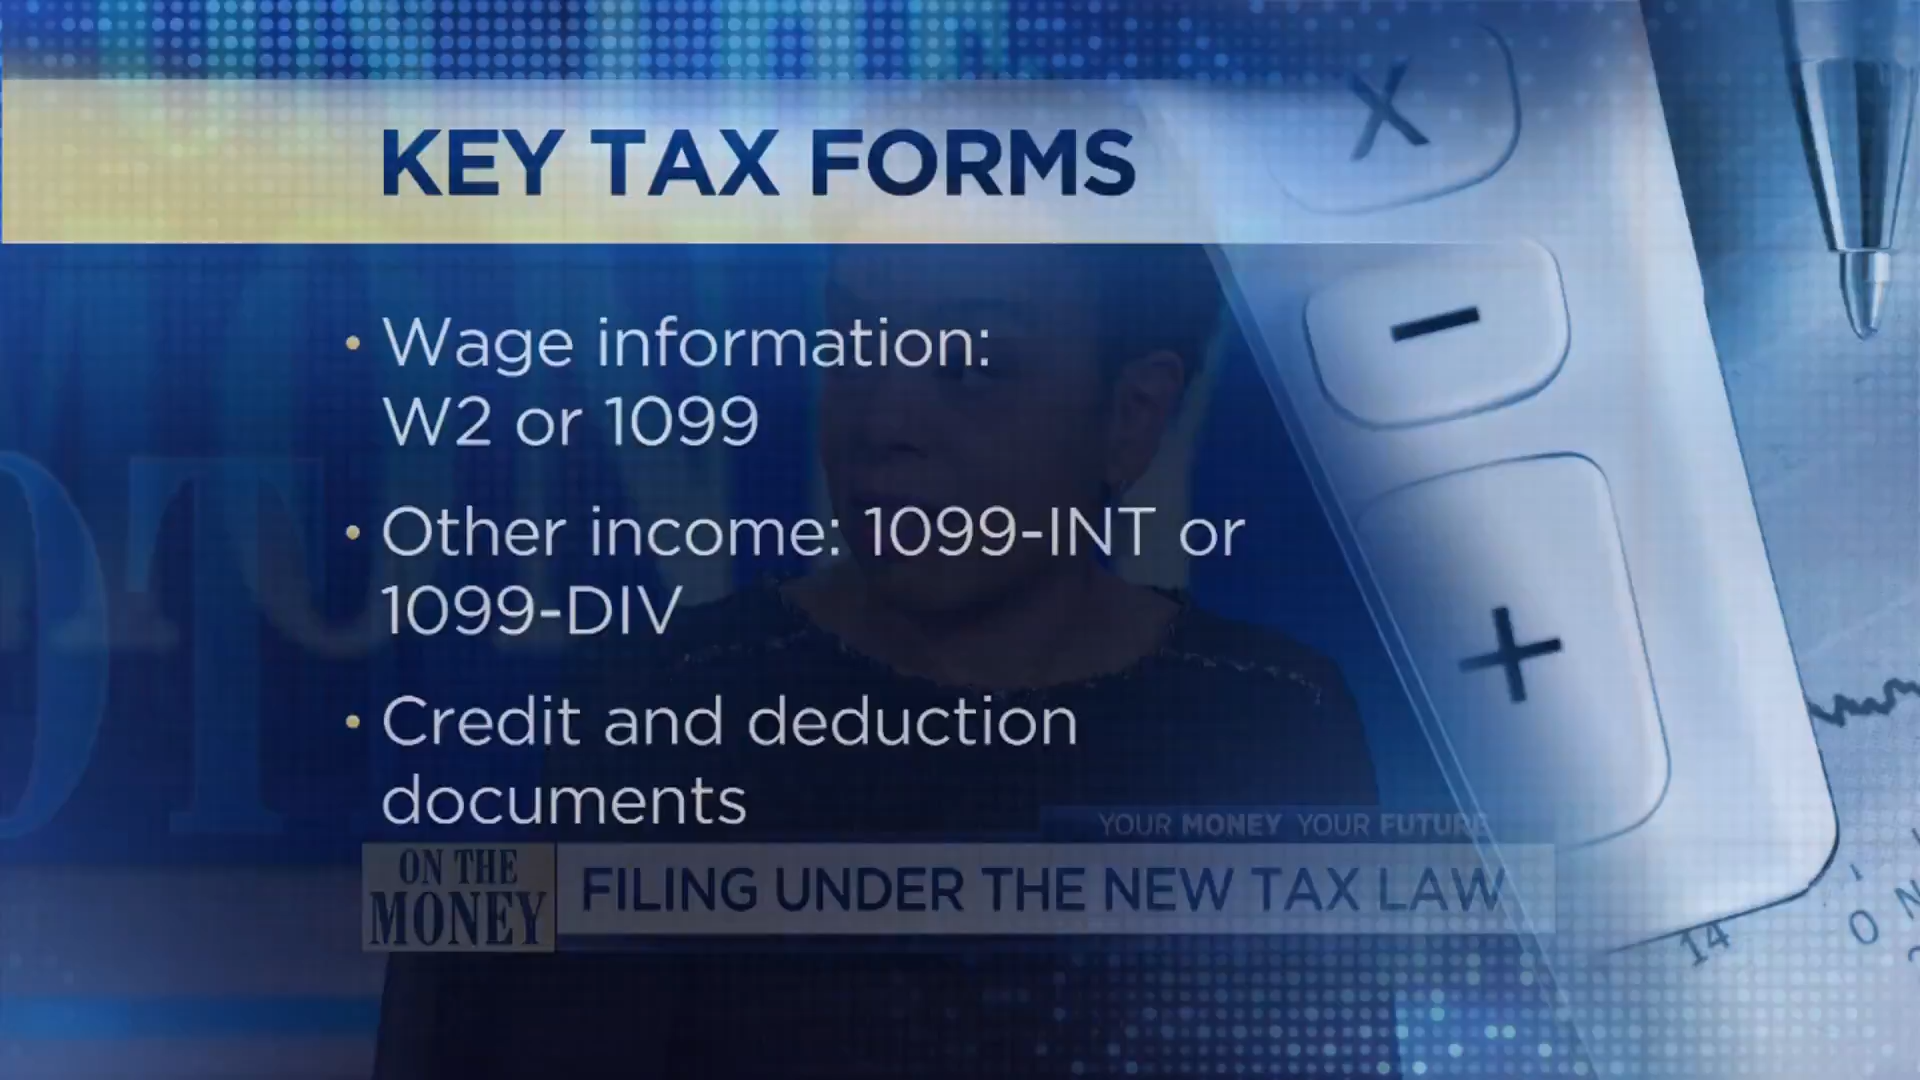 KEY TAX FORMS
• Wage information:
W2 or 1099
• Other income: 1099-INT or
1099-DIV
• Credit and deduction
documents
YOUR MONEY YOUR FUTURE
ON THE
MONEY
FILING UNDER THE NEW TAX LAW
X
−
+
14